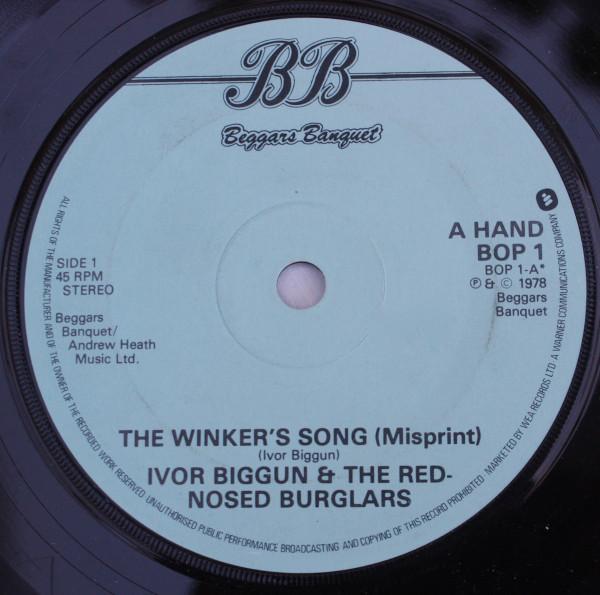 BB
Beggars Banquet
A HAND
BOP 1
BOP 1-A*
Ⓟ & © 1978
Beggars
Banquet
SIDE 1
45 RPM
STEREO
Beggars
Banquet/
Andrew Heath
Music Ltd.
THE WINKER'S SONG (Misprint)
(Ivor Biggun)
IVOR BIGGUN & THE RED-
NOSED BURGLARS
ALL RIGHTS OF THE MANUFACTURER AND OF THE OWNER OF THE RECORDED WORK RESERVED. UNAUTHORISED PUBLIC PERFORMANCE BROADCASTING AND COPYING OF THIS RECORD PROHIBITED. MARKETED BY WEA RECORDS LTD. A WARNER COMMUNICATIONS COMPANY